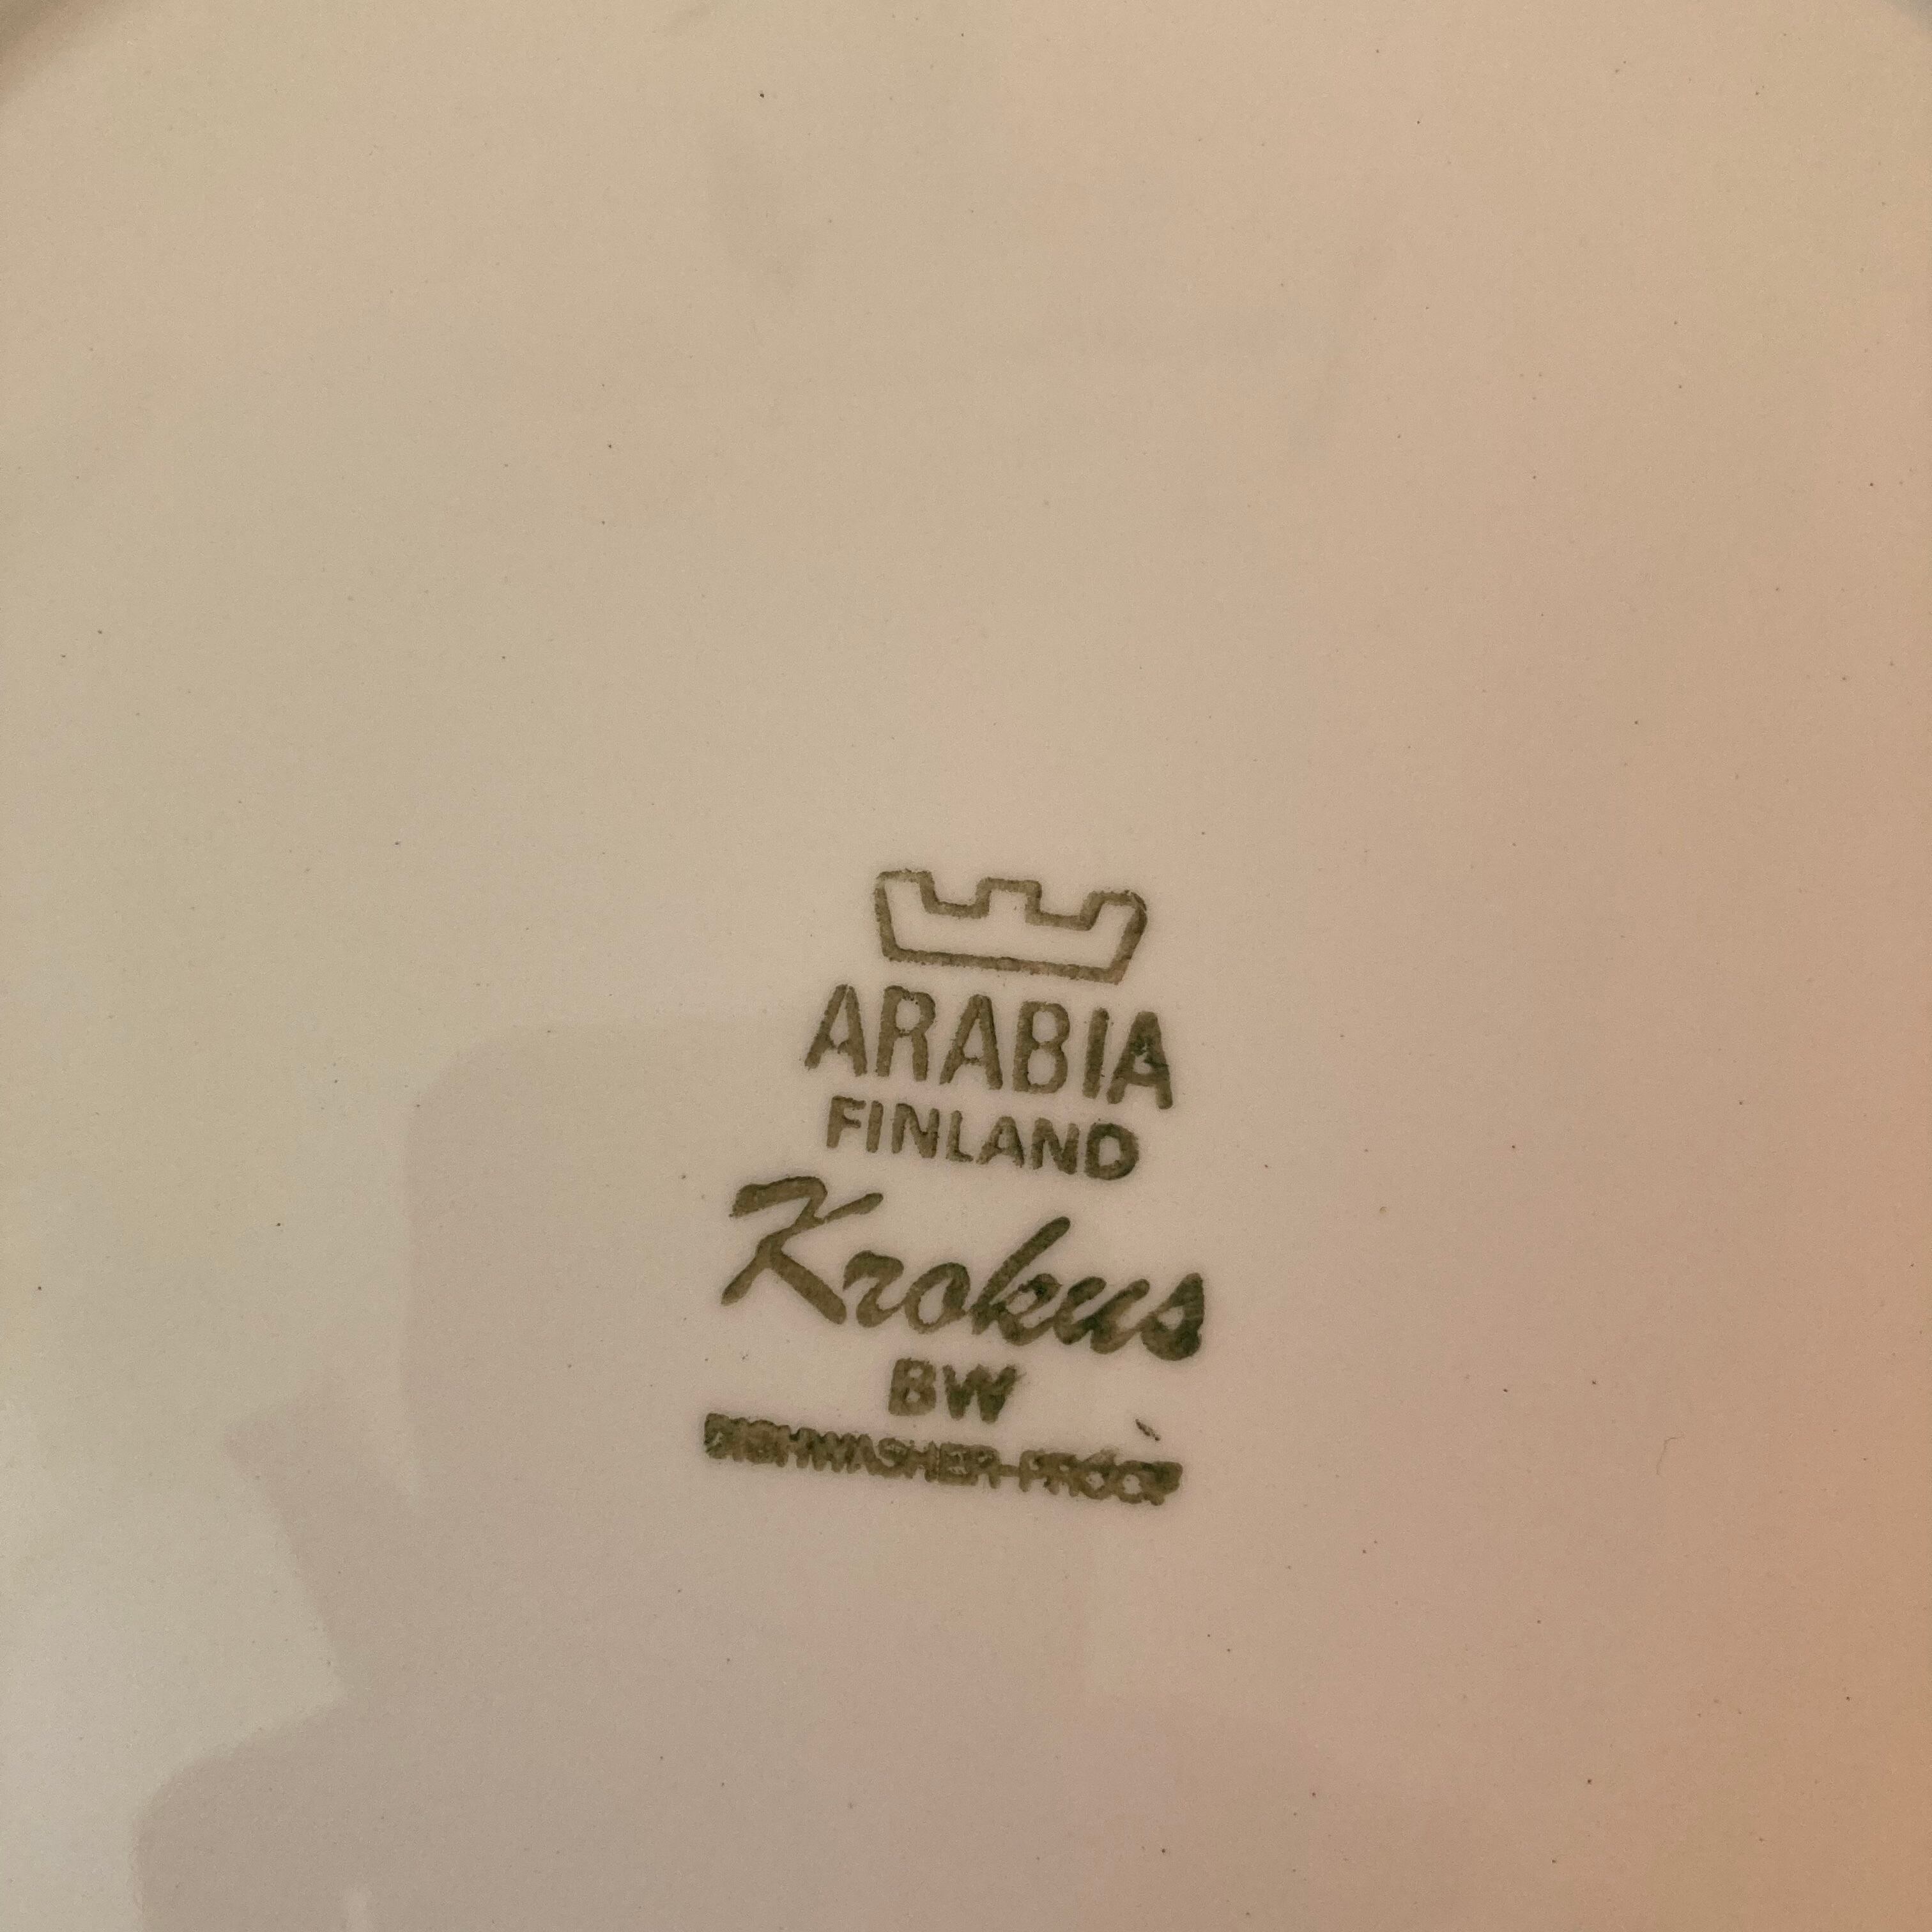 ARABIA
FINLAND
Krokus
BW
DISHWASHER-PROOF